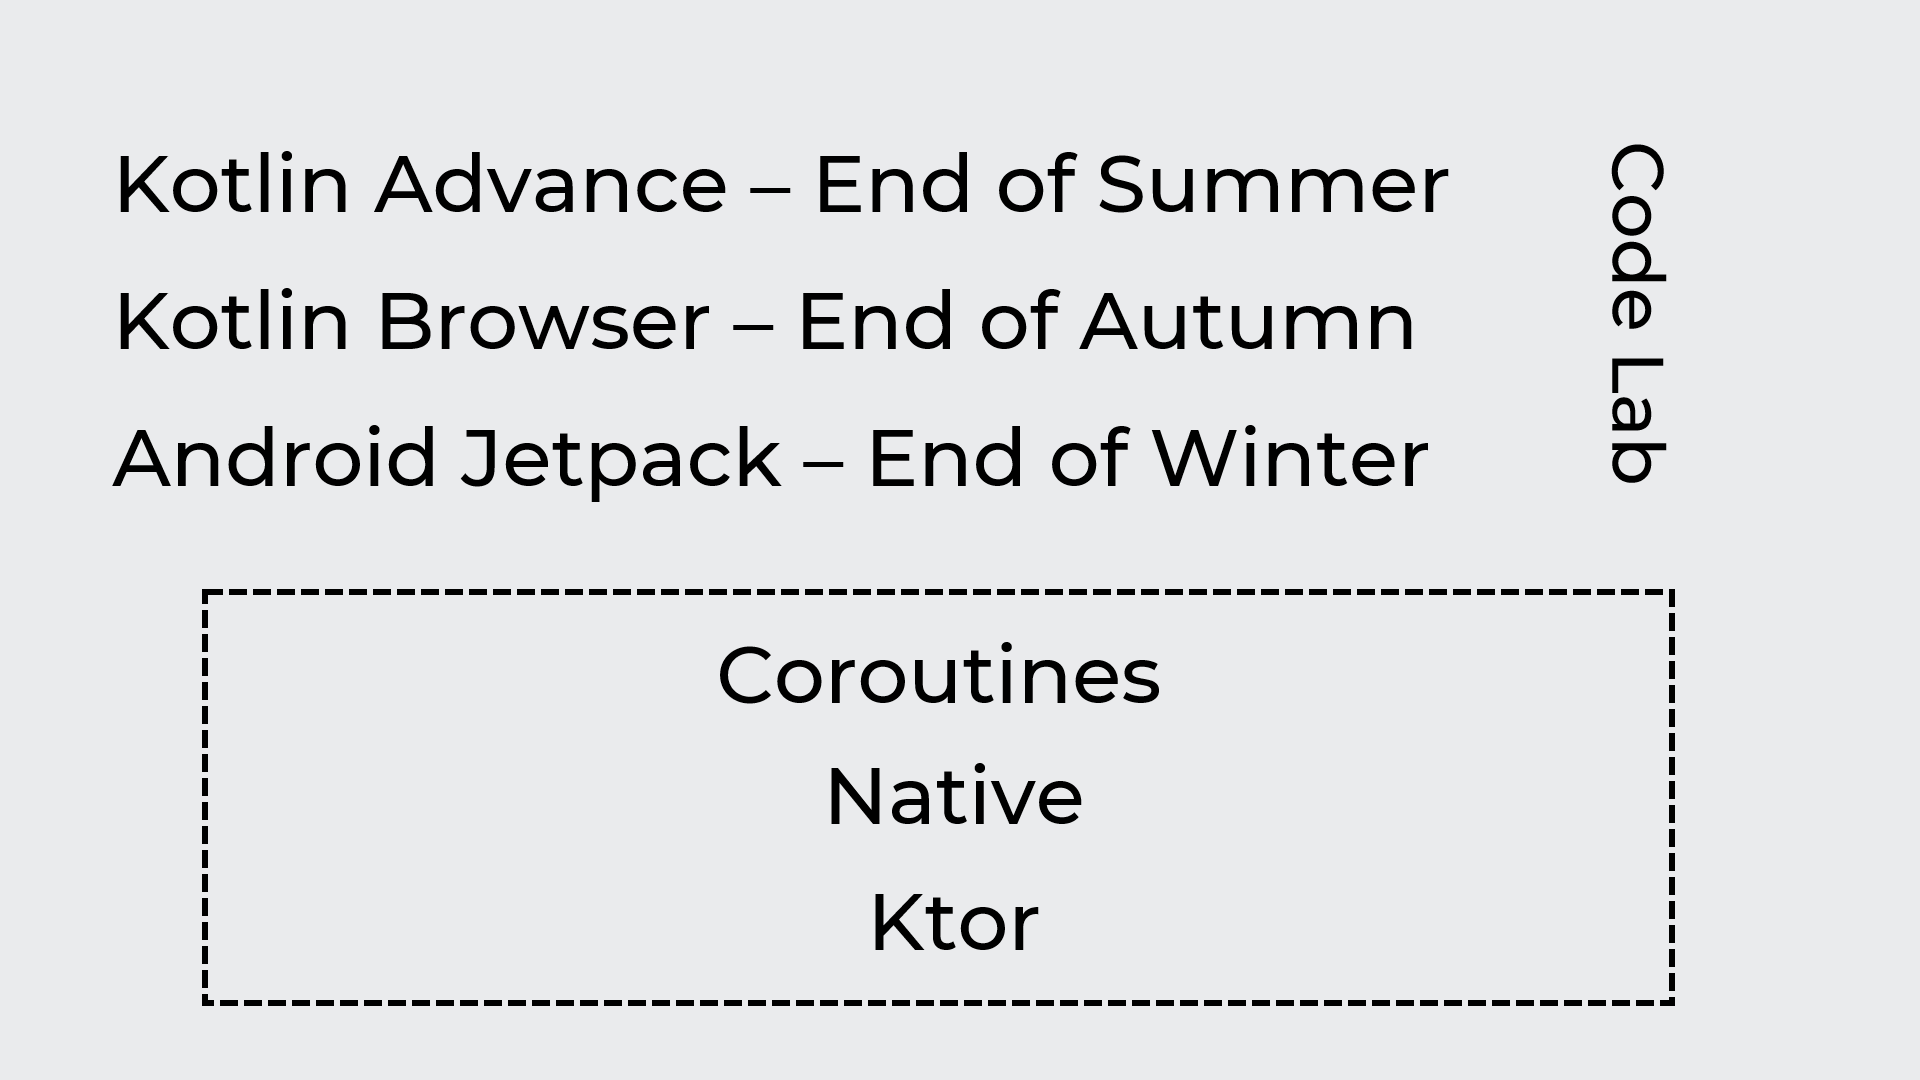 Kotlin Advance – End of Summer
Kotlin Browser – End of Autumn
Android Jetpack – End of Winter
Code Lab
Coroutines
Native
Ktor